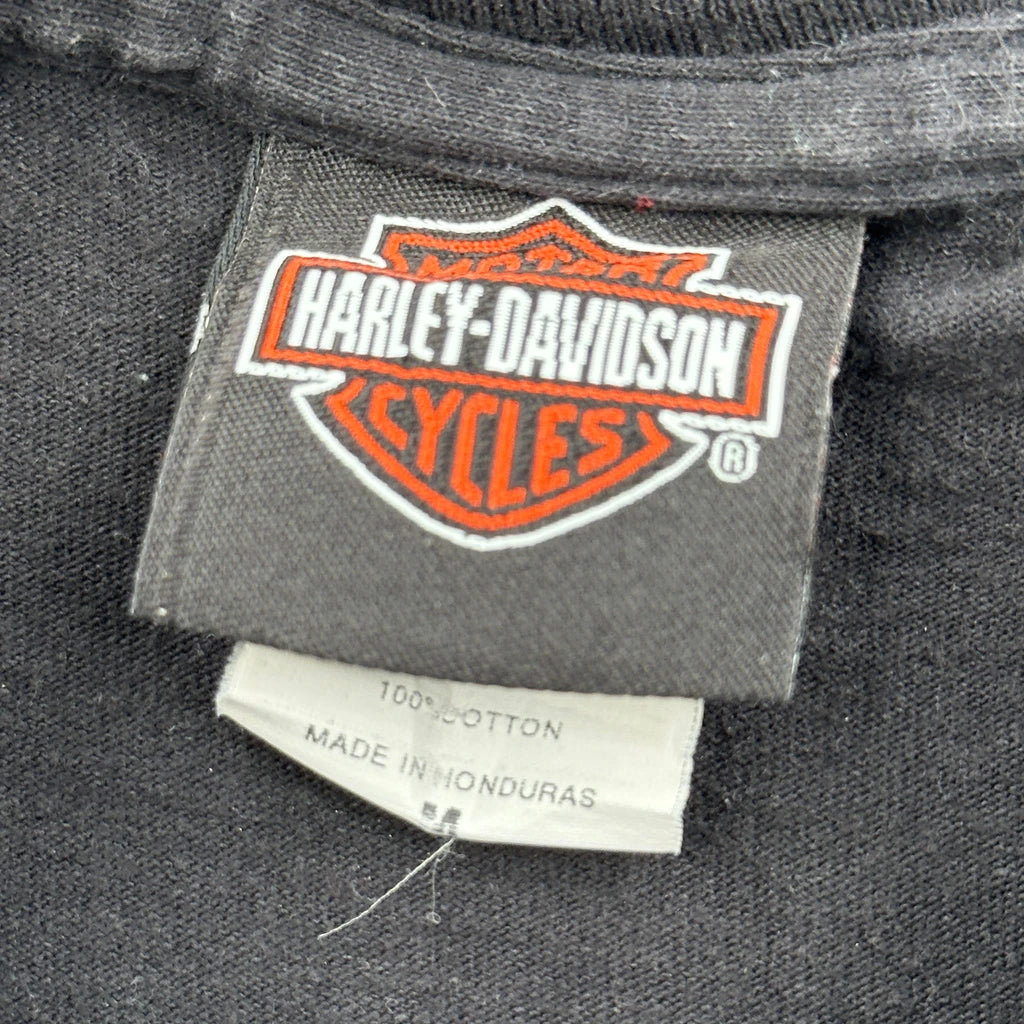 MOTOR
HARLEY-DAVIDSON
CYCLES
®
100% COTTON
MADE IN HONDURAS